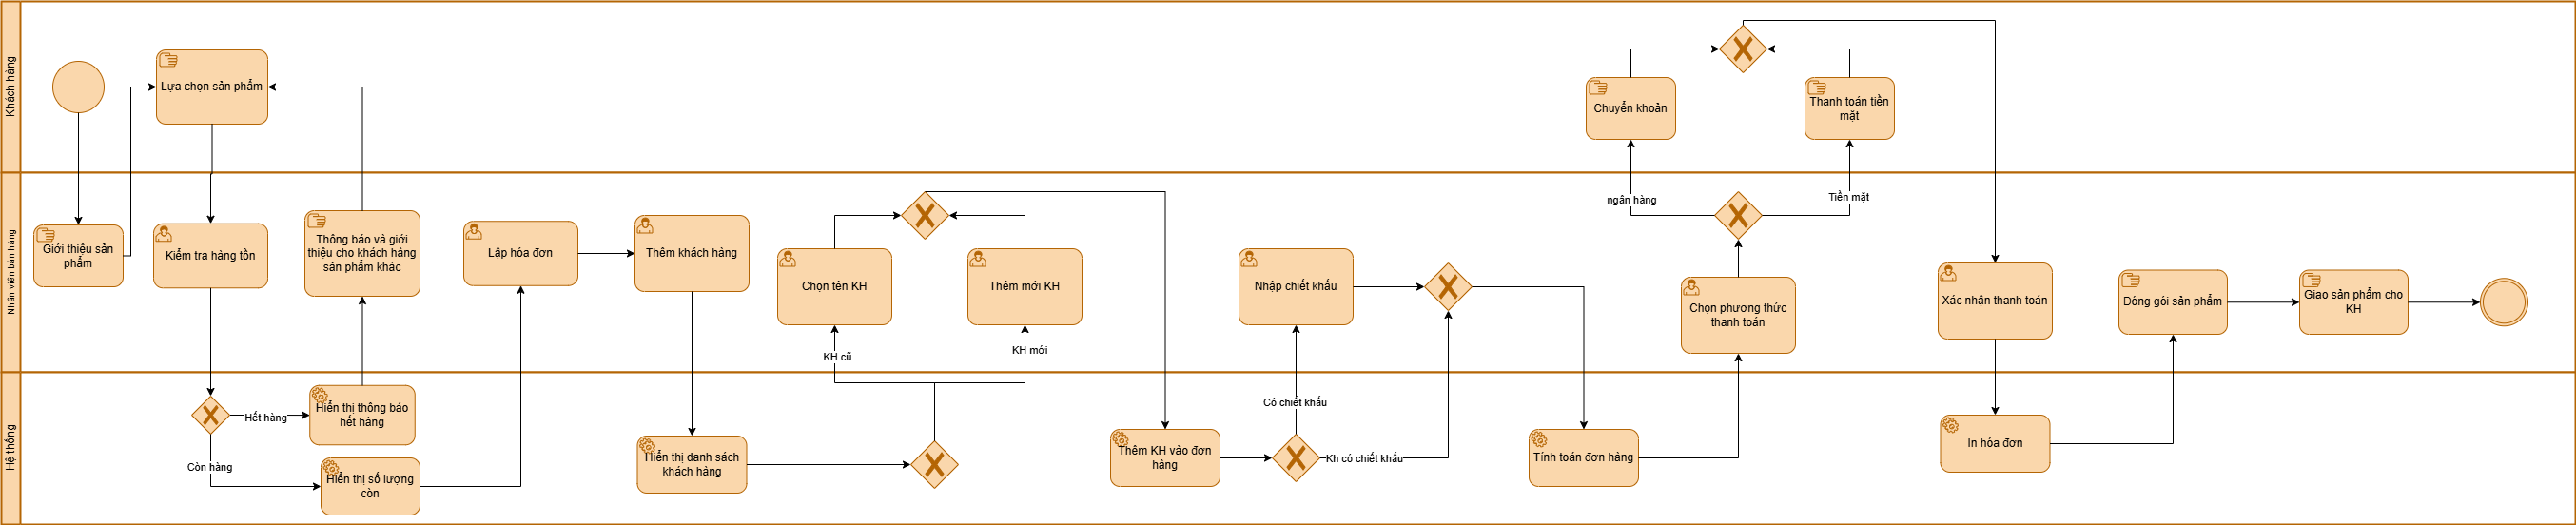 Khách hàng
Lựa chọn sản phẩm
Chuyển khoản
Thanh toán tiền
mặt
Nhân viên bán hàng
Giới thiệu sản
phẩm
Kiểm tra hàng tồn
Thông báo và giới
thiệu cho khách hàng
sản phẩm khác
Lập hóa đơn
Thêm khách hàng
Chọn tên KH
Thêm mới KH
KH cũ
KH mới
Nhập chiết khấu
Chọn phương thức
thanh toán
ngân hàng
Tiền mặt
Xác nhận thanh toán
Đóng gói sản phẩm
Giao sản phẩm cho
KH
Hệ thống
Hết hàng
Hiển thị thông báo
hết hàng
Còn hàng
Hiển thị số lượng
còn
Hiển thị danh sách
khách hàng
Thêm KH vào đơn
hàng
Có chiết khấu
Kh có chiết khấu
Tính toán đơn hàng
In hóa đơn